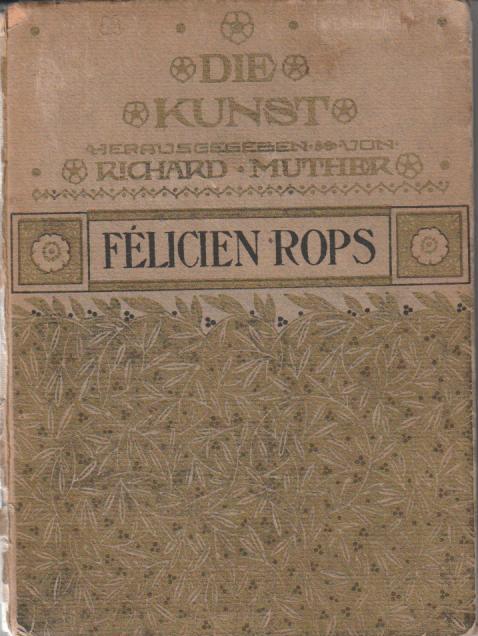 DIE
KUNST
HERAUSGEGEBEN VON
RICHARD · MUTHER
FÉLICIEN · ROPS